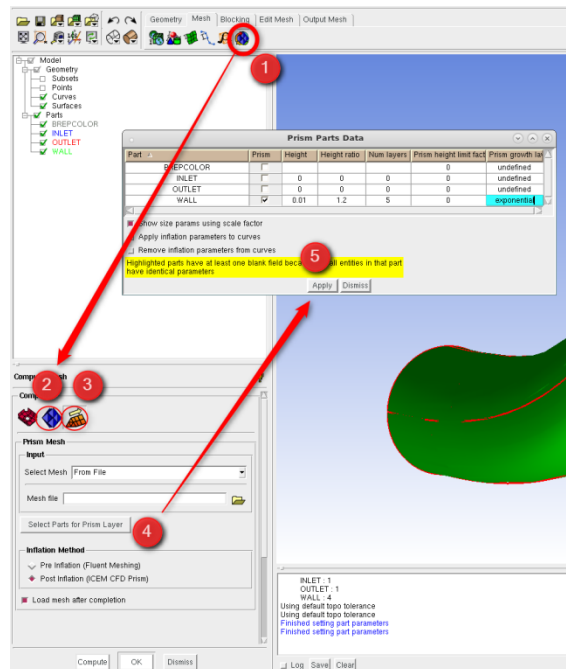 Geometry Mesh Blocking Edit Mesh Output Mesh
1
Model
Geometry
Subsets
Points
Curves
Surfaces
Parts
BREPCOLOR
INLET
OUTLET
WALL
Prism Parts Data
Part Prism Height Height ratio Num layers Prism height limit fact Prism growth la
BREPCOLOR 0 undefined
INLET 0 0 0 0 undefined
OUTLET 0 0 0 0 undefined
WALL 0.01 1.2 5 0 exponential
Show size params using scale factor
Apply inflation parameters to curves
Remove inflation parameters from curves
Highlighted parts have at least one blank field beca all entities in that part
have identical parameters
5
Apply Dismiss
2 3
Prism Mesh
Input
Select Mesh From File
Mesh file
Select Parts for Prism Layer
4
Inflation Method
Pre Inflation (Fluent Meshing)
Post Inflation (ICEM CFD Prism)
Load mesh after completion
Compute OK Dismiss
INLET : 1
OUTLET : 1
WALL : 4
Using default topo tolerance
Using default topo tolerance
Finished setting part parameters
Finished setting part parameters
Log Save Clear